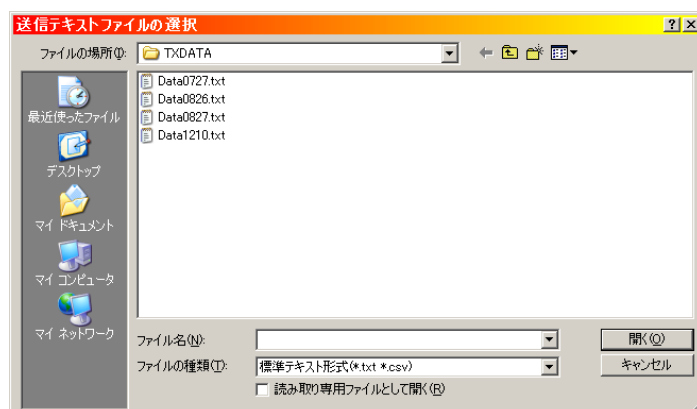 送信テキストファイルの選択
ファイルの場所(I):
TXDATA
最近使ったファイル
デスクトップ
マイ ドキュメント
マイ コンピュータ
マイ ネットワーク
Data0727.txt
Data0826.txt
Data0827.txt
Data1210.txt
ファイル名(N):
開く(O)
ファイルの種類(T):
標準テキスト形式(*.txt *.csv)
キャンセル
読み取り専用ファイルとして開く(R)